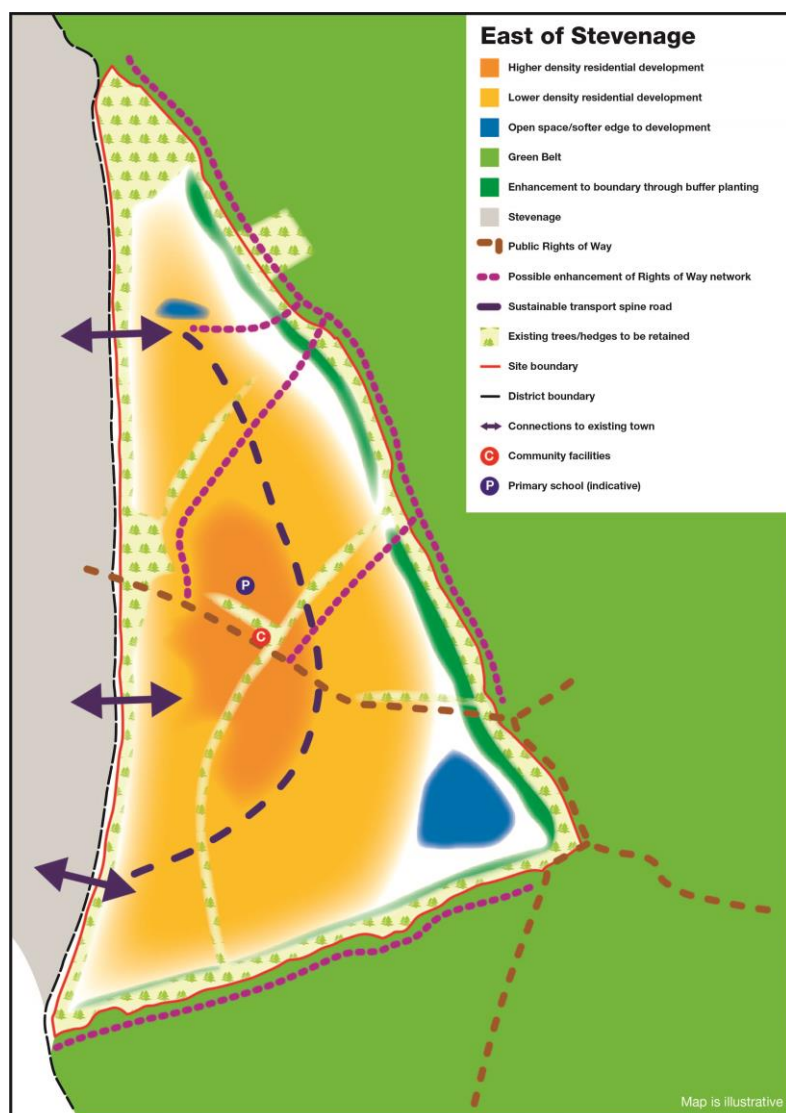 East of Stevenage
Higher density residential development
Lower density residential development
Open space/softer edge to development
Green Belt
Enhancement to boundary through buffer planting
Stevenage
Public Rights of Way
Possible enhancement of Rights of Way network
Sustainable transport spine road
Existing trees/hedges to be retained
Site boundary
District boundary
Connections to existing town
C Community facilities
P Primary school (indicative)
P
C
Map is illustrative